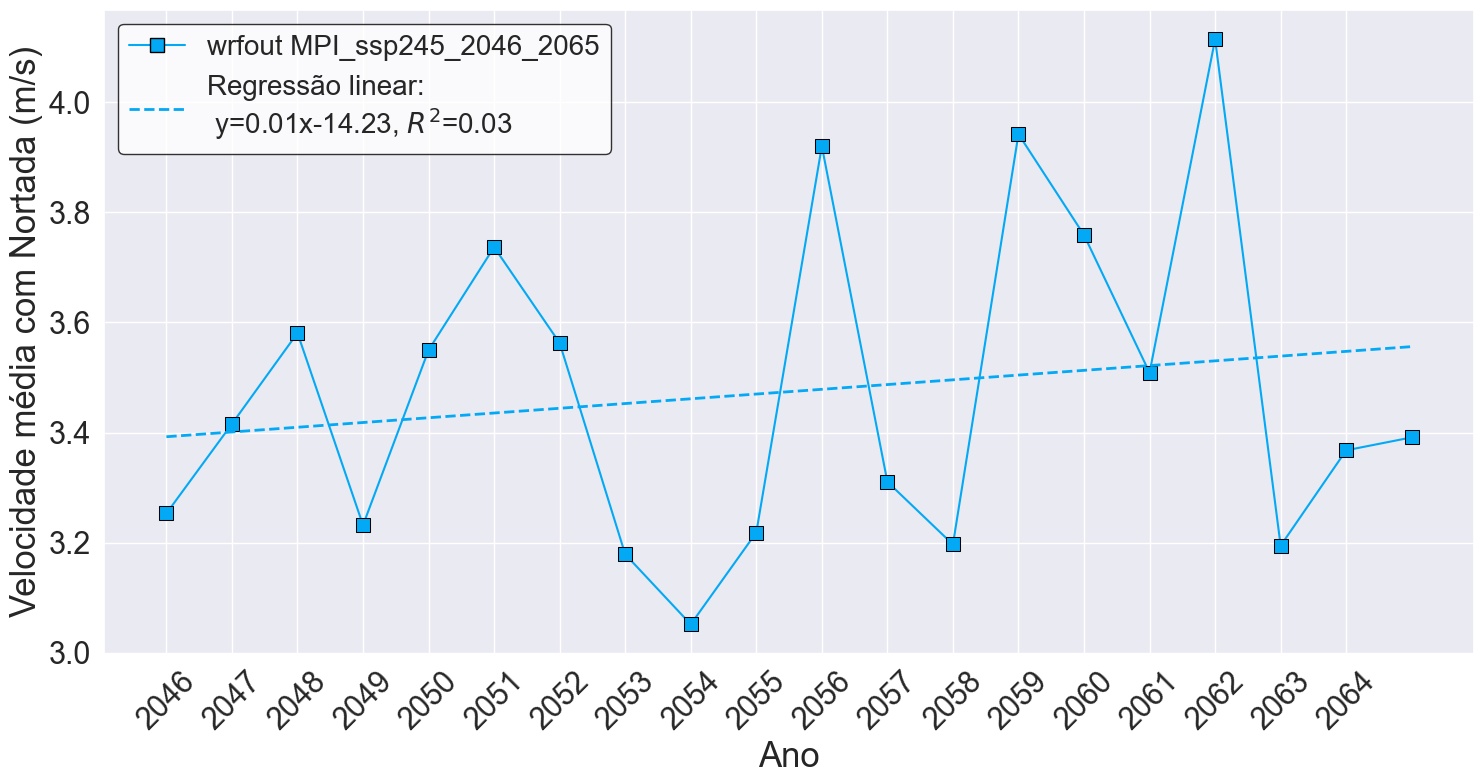 wrfout MPI_ssp245_2046_2065
Regressão linear:
y=0.01x-14.23, R²=0.03
Velocidade média com Nortada (m/s)
4.0
3.8
3.6
3.4
3.2
3.0
2046 2047 2048 2049 2050 2051 2052 2053 2054 2055 2056 2057 2058 2059 2060 2061 2062 2063 2064
Ano